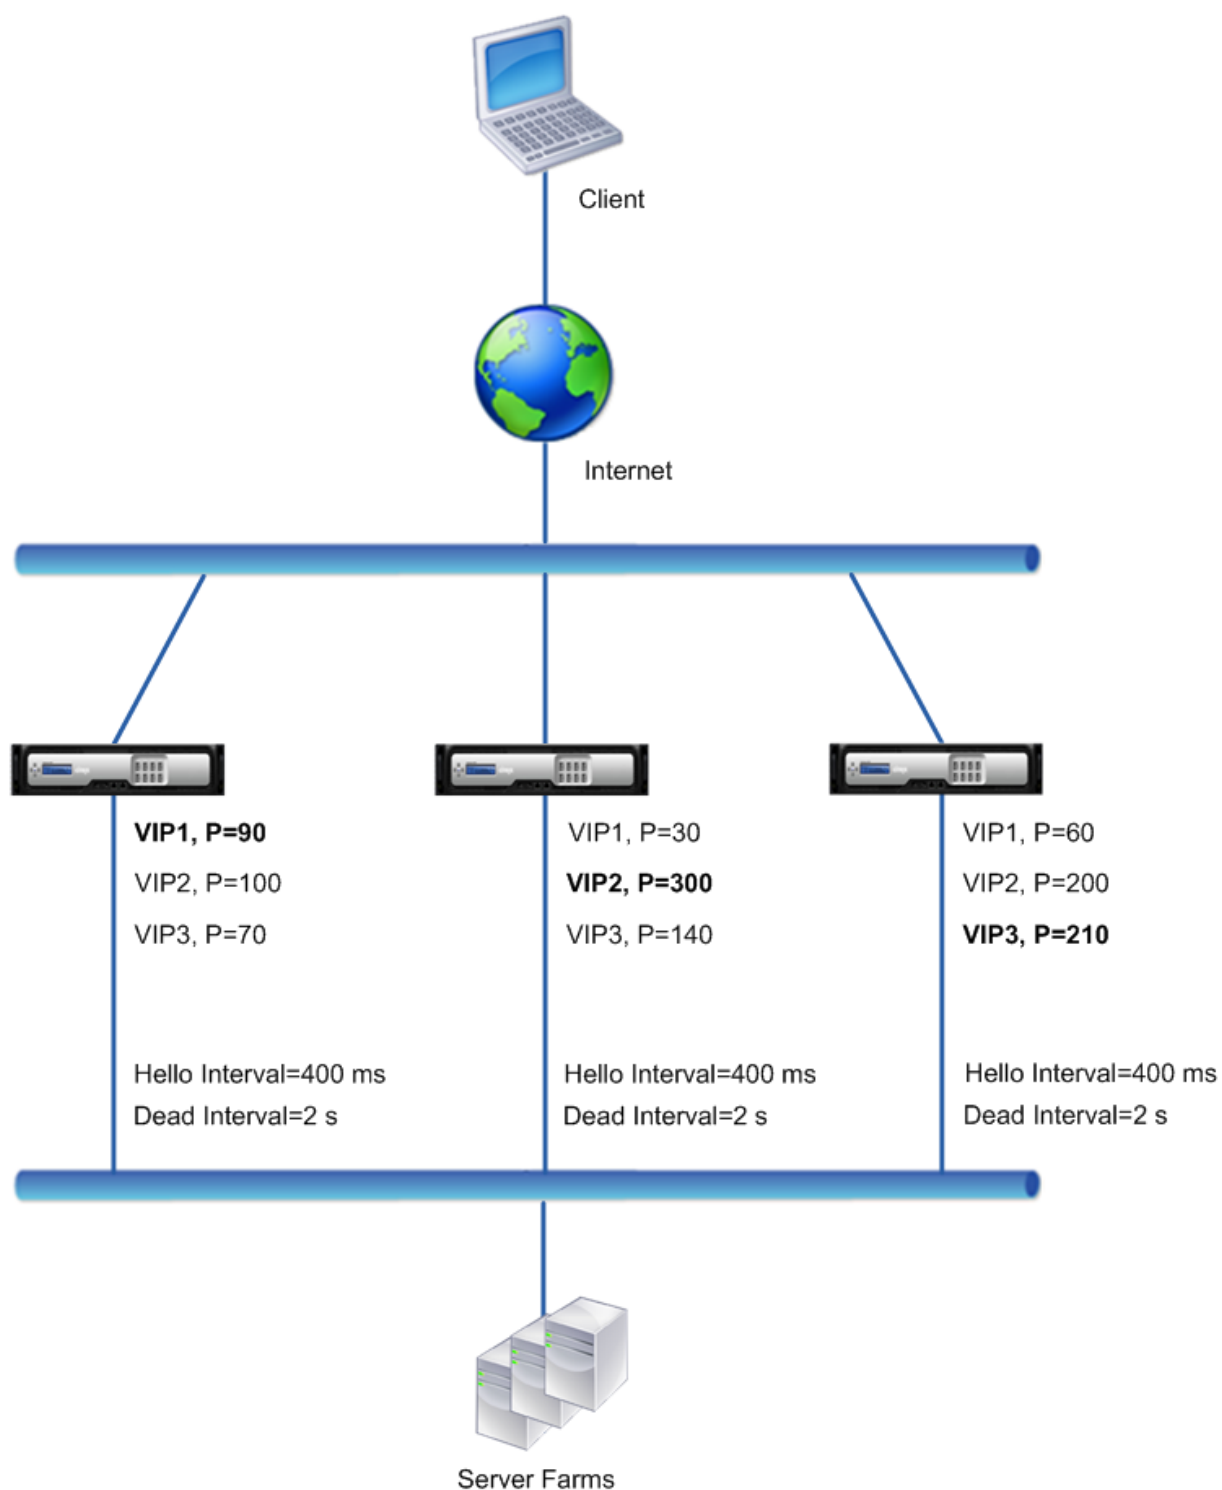 Client
Internet
VIP1, P=90
VIP2, P=100
VIP3, P=70
Hello Interval=400 ms
Dead Interval=2 s
VIP1, P=30
VIP2, P=300
VIP3, P=140
Hello Interval=400 ms
Dead Interval=2 s
VIP1, P=60
VIP2, P=200
VIP3, P=210
Hello Interval=400 ms
Dead Interval=2 s
Server Farms